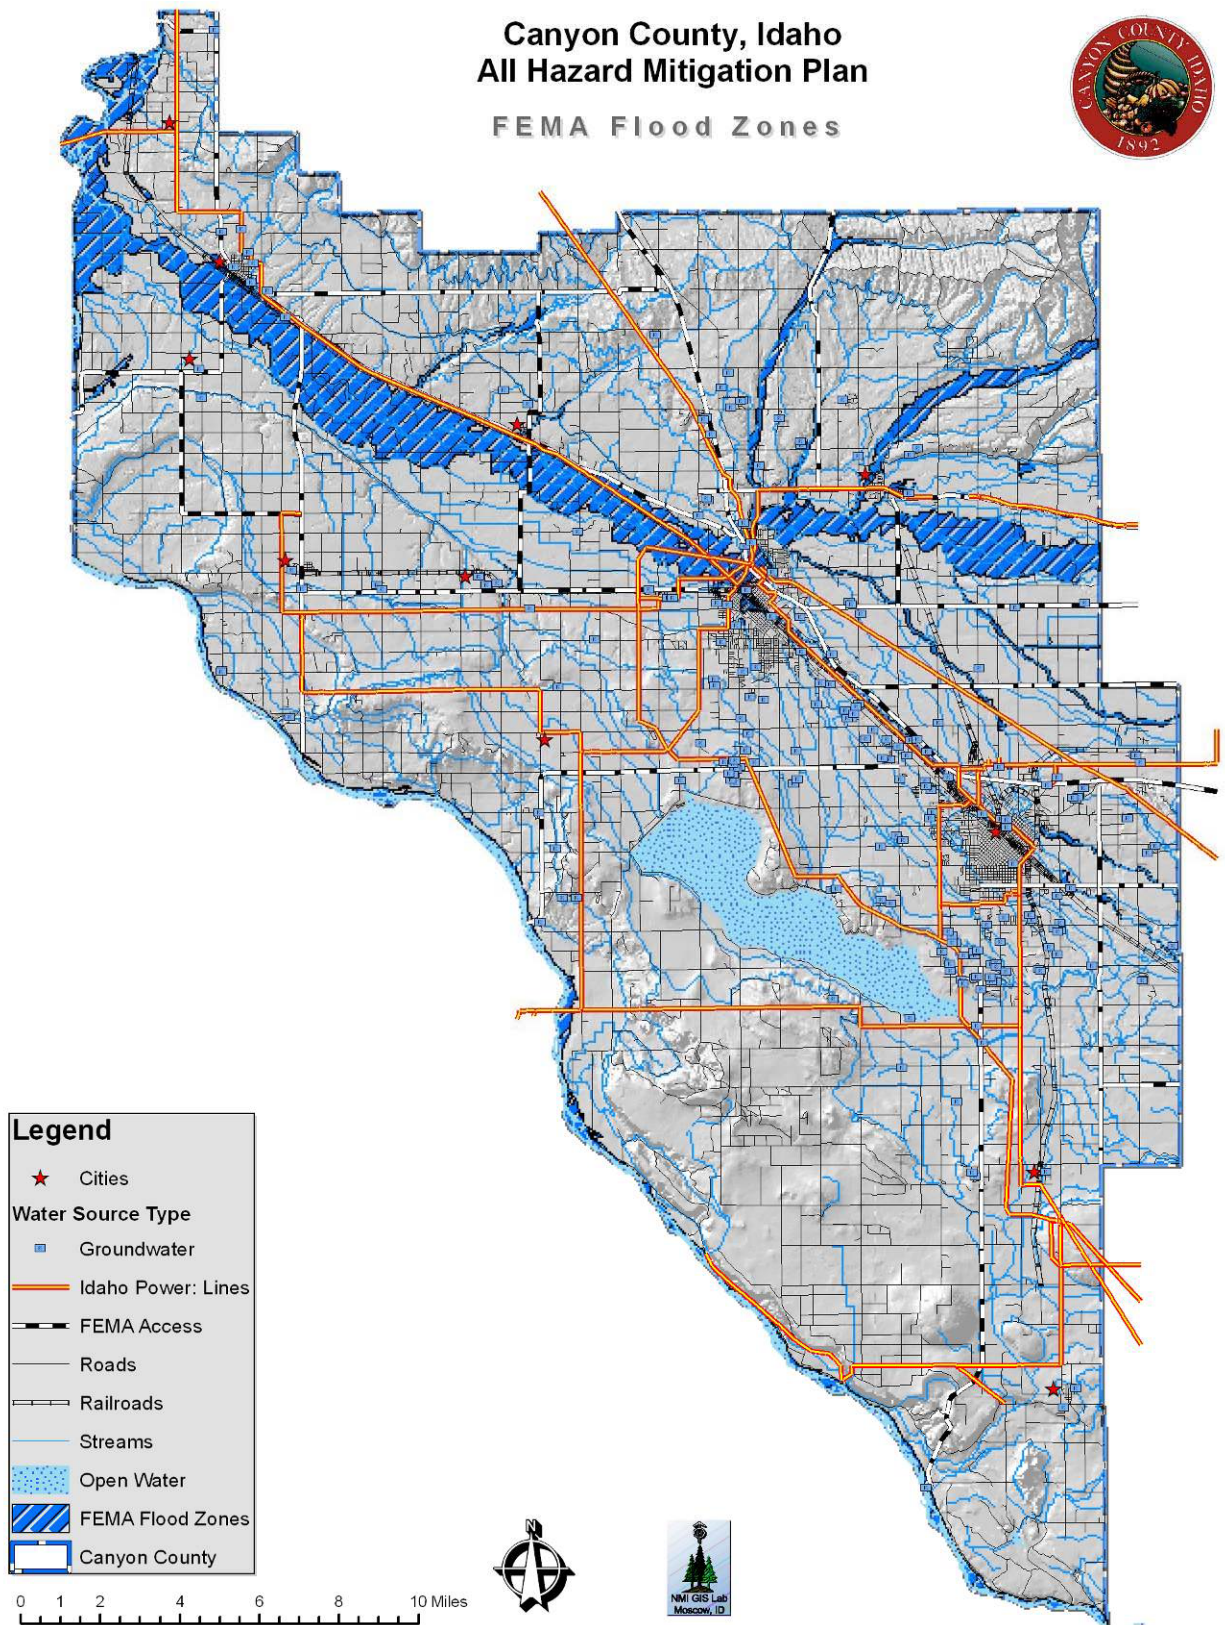 Canyon County, Idaho
All Hazard Mitigation Plan
FEMA Flood Zones
CANYON COUNTY, IDAHO
1892
Legend
Cities
Water Source Type
Groundwater
Idaho Power: Lines
FEMA Access
Roads
Railroads
Streams
Open Water
FEMA Flood Zones
Canyon County
0 1 2 4 6 8 10 Miles
N
NMI GIS Lab
Moscow, ID